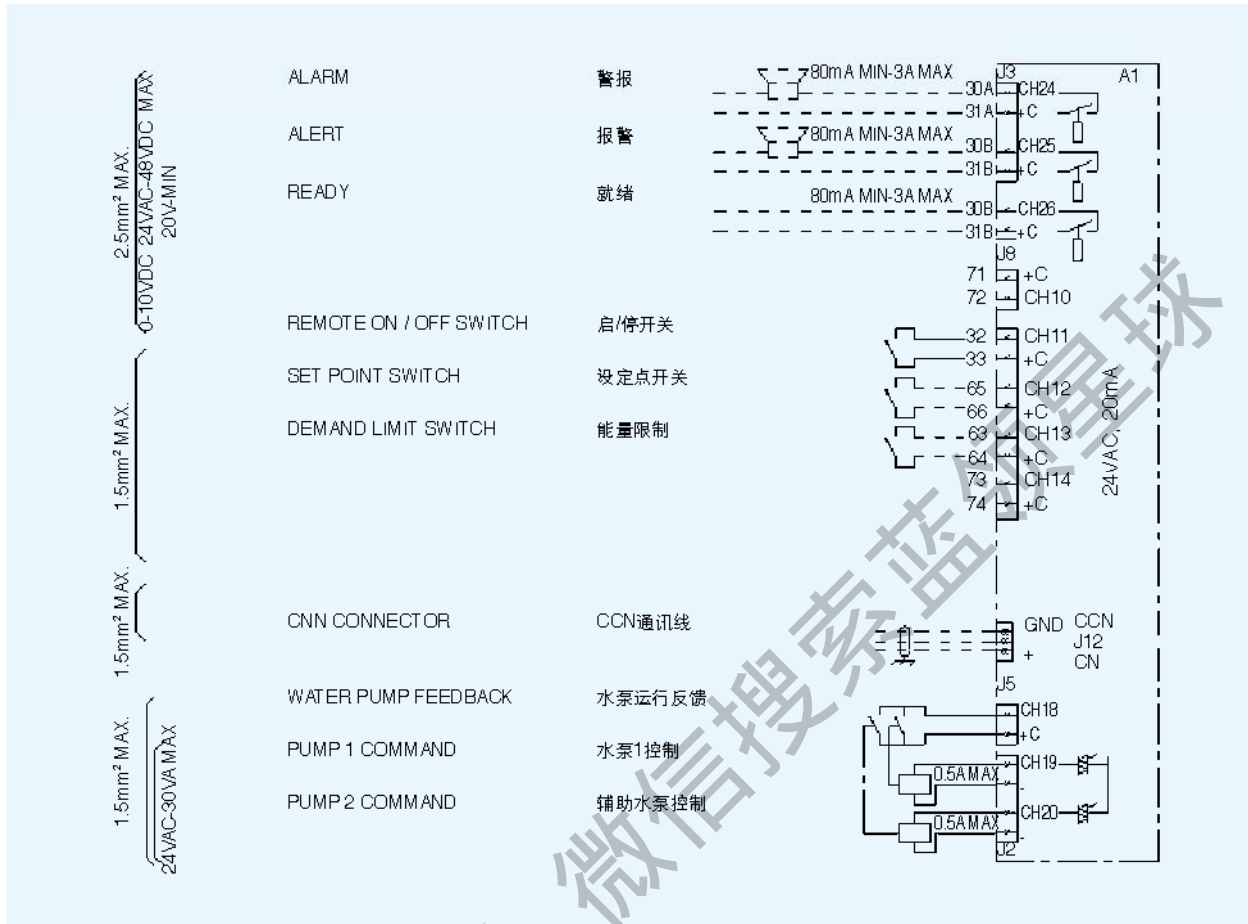 ALARM 警报 80mA MIN-3A MAX J3 A1
30A CH24
31A +C
ALERT 报警 80mA MIN-3A MAX
30B CH25
31B +C
READY 就绪 80mA MIN-3A MAX
30B CH26
31B +C
J8
71 +C
72 CH10
REMOTE ON / OFF SWITCH 启/停开关 32 CH11
33 +C
SET POINT SWITCH 设定点开关 65 CH12
66 +C
DEMAND LIMIT SWITCH 能量限制 63 CH13
64 +C
73 CH14
74 +C
24VAC, 20mA
2.5mm² MAX.
0-10VDC 24VAC-48VDC MAX
20V-MIN
1.5mm² MAX.
1.5mm² MAX.
CNN CONNECTOR CCN通讯线 GND CCN
J12
+ CN
J5
WATER PUMP FEEDBACK 水泵运行反馈 CH18
+C
PUMP 1 COMMAND 水泵1控制 CH19
0.5A MAX -
PUMP 2 COMMAND 辅助水泵控制 CH20
0.5A MAX -
J2
1.5mm² MAX.
24VAC-30VA MAX
微信搜索蓝领星球